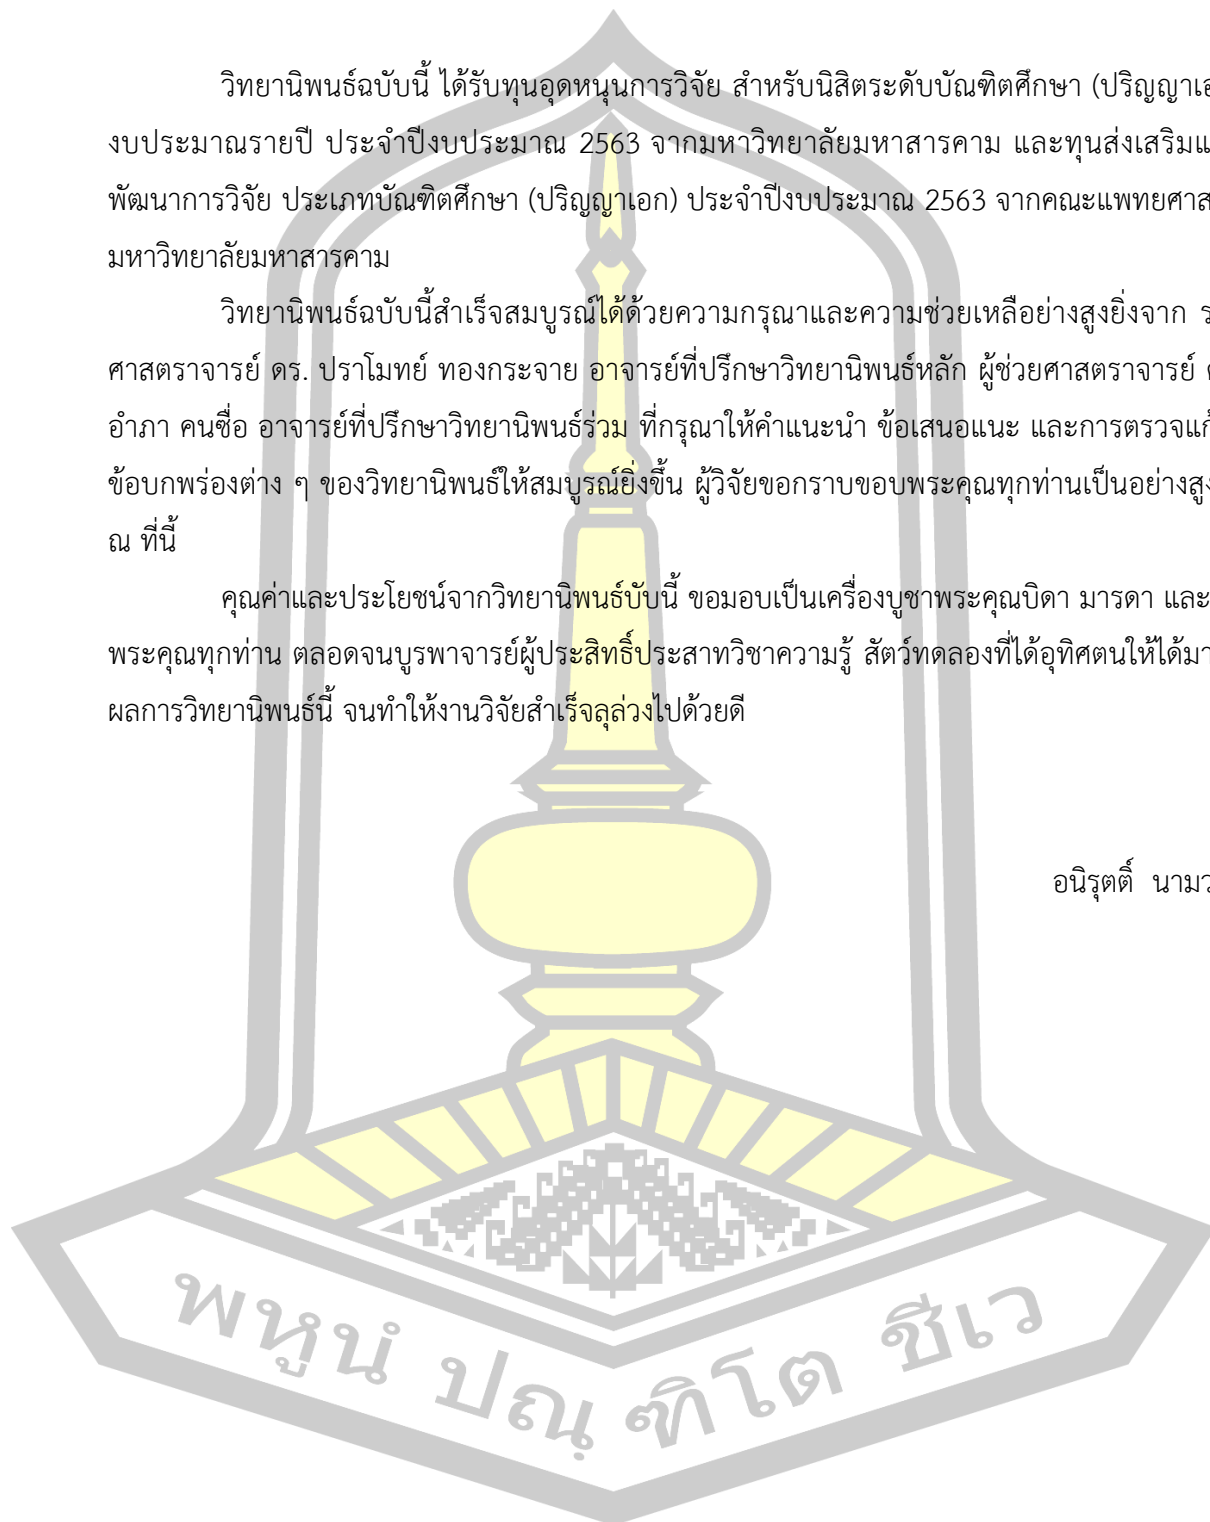 วิทยานิพนธ์ฉบับนี้ ได้รับทุนอุดหนุนการวิจัย สำหรับนิสิตระดับบัณฑิตศึกษา (ปริญญาเอ
งบประมาณรายปี ประจำปีงบประมาณ 2563 จากมหาวิทยาลัยมหาสารคาม และทุนส่งเสริมแ
พัฒนาการวิจัย ประเภทบัณฑิตศึกษา (ปริญญาเอก) ประจำปีงบประมาณ 2563 จากคณะแพทยศาส
มหาวิทยาลัยมหาสารคาม
วิทยานิพนธ์ฉบับนี้สำเร็จสมบูรณ์ได้ด้วยความกรุณาและความช่วยเหลืออย่างสูงยิ่งจาก ร
ศาสตราจารย์ ดร. ปราโมทย์ ทองกระจาย อาจารย์ที่ปรึกษาวิทยานิพนธ์หลัก ผู้ช่วยศาสตราจารย์
อำภา คนซื่อ อาจารย์ที่ปรึกษาวิทยานิพนธ์ร่วม ที่กรุณาให้คำแนะนำ ข้อเสนอแนะ และการตรวจแก้
ข้อบกพร่องต่าง ๆ ของวิทยานิพนธ์ให้สมบูรณ์ยิ่งขึ้น ผู้วิจัยขอกราบขอบพระคุณทุกท่านเป็นอย่างสูง
ณ ที่นี้
คุณค่าและประโยชน์จากวิทยานิพนธ์บับนี้ ขอมอบเป็นเครื่องบูชาพระคุณบิดา มารดา และ
พระคุณทุกท่าน ตลอดจนบูรพาจารย์ผู้ประสิทธิ์ประสาทวิชาความรู้ สัตว์ทดลองที่ได้อุทิศตนให้ได้มา
ผลการวิทยานิพนธ์นี้ จนทำให้งานวิจัยสำเร็จลุล่วงไปด้วยดี
อนิรุตติ์ นามว
พหูนํ ปณฺฑิโต ชีเว